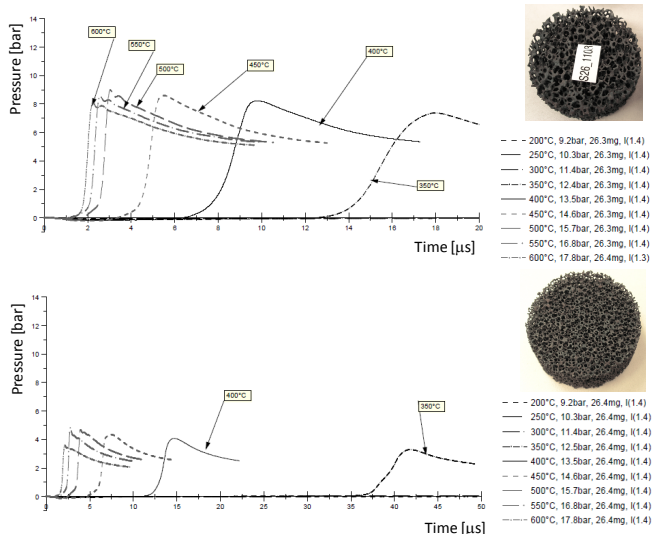 Pressure [bar]
14
12
10
8
6
4
2
0
600°C
550°C
500°C
450°C
400°C
350°C
0 2 4 6 8 10 12 14 16 18 20
Time [μs]
200°C, 9.2bar, 26.3mg, I(1.4)
250°C, 10.3bar, 26.3mg, I(1.4)
300°C, 11.4bar, 26.3mg, I(1.4)
350°C, 12.4bar, 26.3mg, I(1.4)
400°C, 13.5bar, 26.3mg, I(1.4)
450°C, 14.6bar, 26.3mg, I(1.4)
500°C, 15.7bar, 26.3mg, I(1.4)
550°C, 16.8bar, 26.3mg, I(1.4)
600°C, 17.8bar, 26.4mg, I(1.3)
Pressure [bar]
14
12
10
8
6
4
2
0
400°C
350°C
0 5 10 15 20 25 30 35 40 45 50
Time [μs]
200°C, 9.2bar, 26.4mg, I(1.4)
250°C, 10.3bar, 26.4mg, I(1.4)
300°C, 11.4bar, 26.4mg, I(1.4)
350°C, 12.5bar, 26.4mg, I(1.4)
400°C, 13.5bar, 26.4mg, I(1.4)
450°C, 14.6bar, 26.4mg, I(1.4)
500°C, 15.7bar, 26.4mg, I(1.4)
550°C, 16.8bar, 26.4mg, I(1.4)
600°C, 17.8bar, 26.4mg, I(1.4)